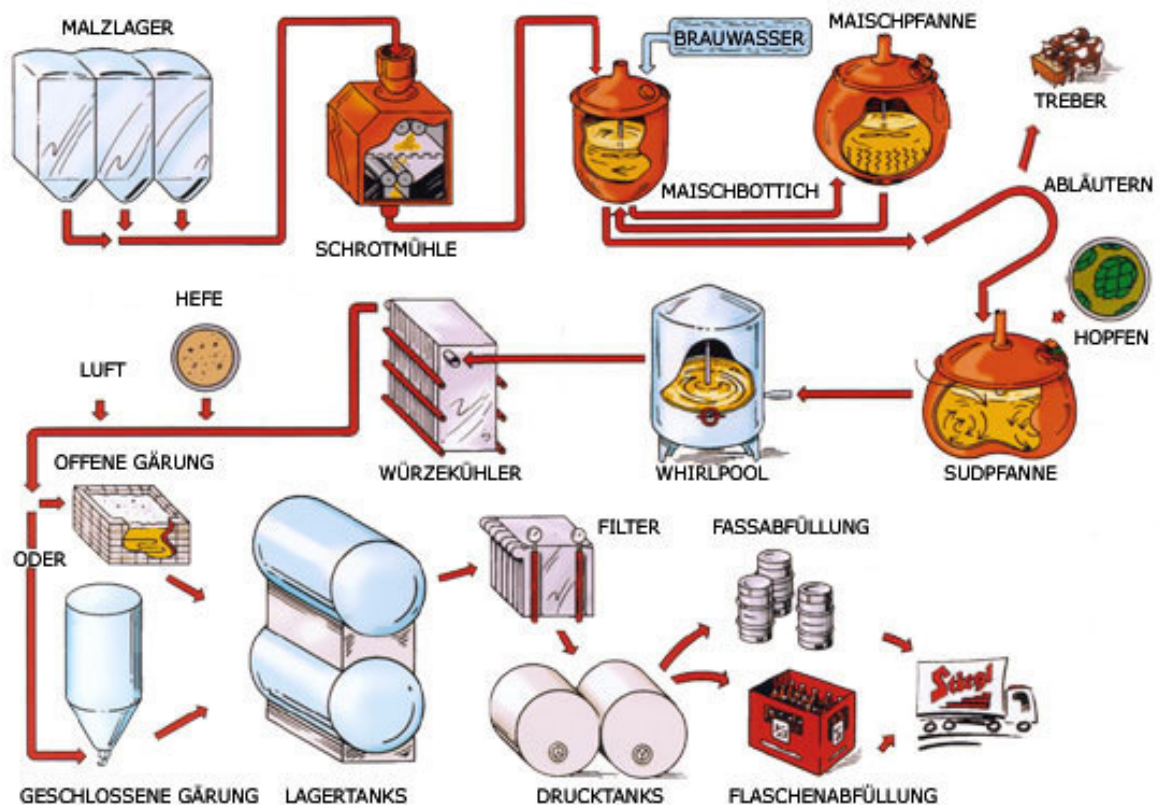 MALZLAGER
BRAUWASSER
MAISCHPFANNE
TREBER
MAISCHBOTTICH
ABLÄUTERN
SCHROTMÜHLE
HEFE
HOPFEN
LUFT
OFFENE GÄRUNG
WÜRZEKÜHLER
WHIRLPOOL
SUDPFANNE
FILTER
FASSABFÜLLUNG
ODER
Stiegl
GESCHLOSSENE GÄRUNG
LAGERTANKS
DRUCKTANKS
FLASCHENABFÜLLUNG